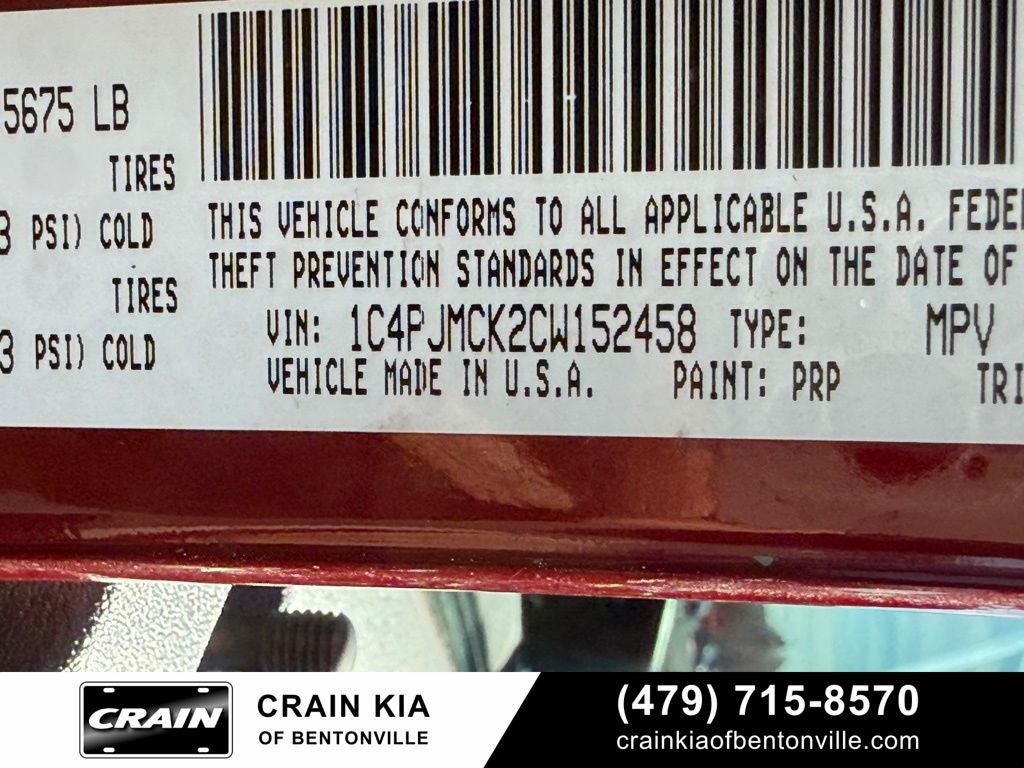 5675 LB
TIRES
3 PSI) COLD
TIRES
3 PSI) COLD
THIS VEHICLE CONFORMS TO ALL APPLICABLE U.S.A.
THEFT PREVENTION STANDARDS IN EFFECT ON THE DATE OF
VIN: 1C4PJMCK2CW152458 TYPE: MPV
VEHICLE MADE IN U.S.A. PAINT: PRP
CRAIN
CRAIN KIA
OF BENTONVILLE
(479) 715-8570
crainkiaofbentonville.com